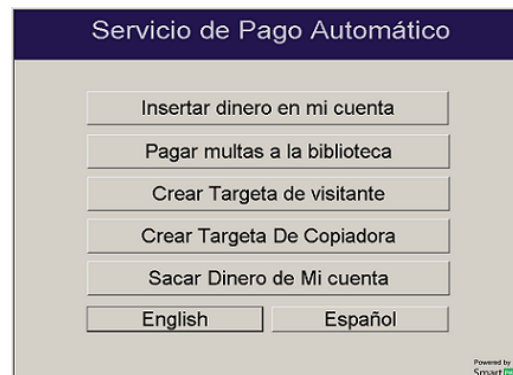 Servicio de Pago Automático
Insertar dinero en mi cuenta
Pagar multas a la biblioteca
Crear Targeta de visitante
Crear Targeta De Copiadora
Sacar Dinero de Mi cuenta
English Español
Powered by
Smart